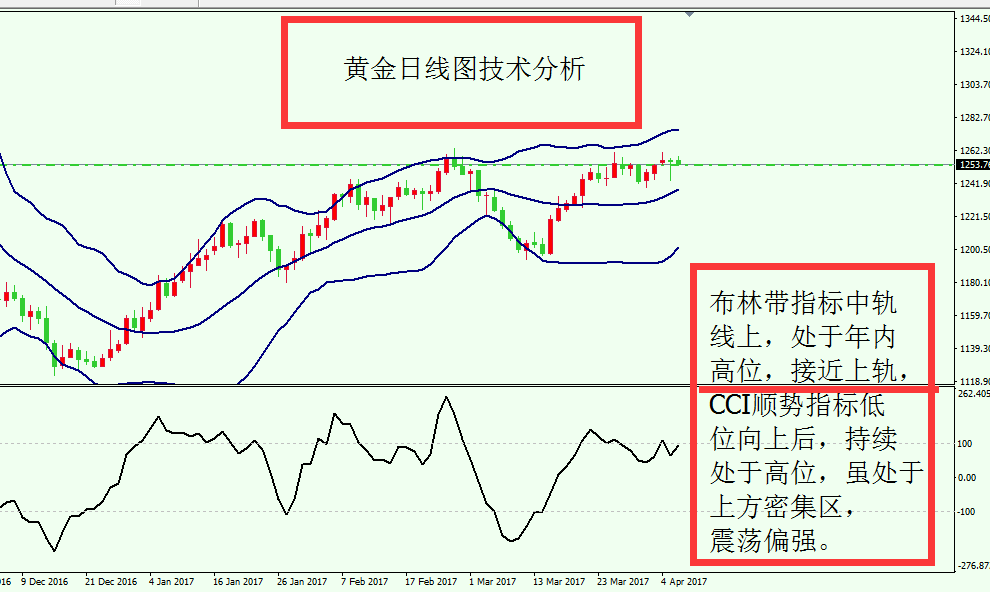 黄金日线图技术分析
1344.50
1324.10
1303.70
1282.70
1262.30
1253.70
1241.90
1221.50
1200.50
1180.10
1159.70
1139.30
1118.90
布林带指标中轨
线上，处于年内
高位，接近上轨，
CCI顺势指标低
位向上后，持续
处于高位，虽处于
上方密集区，
震荡偏强。
262.405
100
0.00
-100
-276.87
016 9 Dec 2016 21 Dec 2016 4 Jan 2017 16 Jan 2017 26 Jan 2017 7 Feb 2017 17 Feb 2017 1 Mar 2017 13 Mar 2017 23 Mar 2017 4 Apr 2017